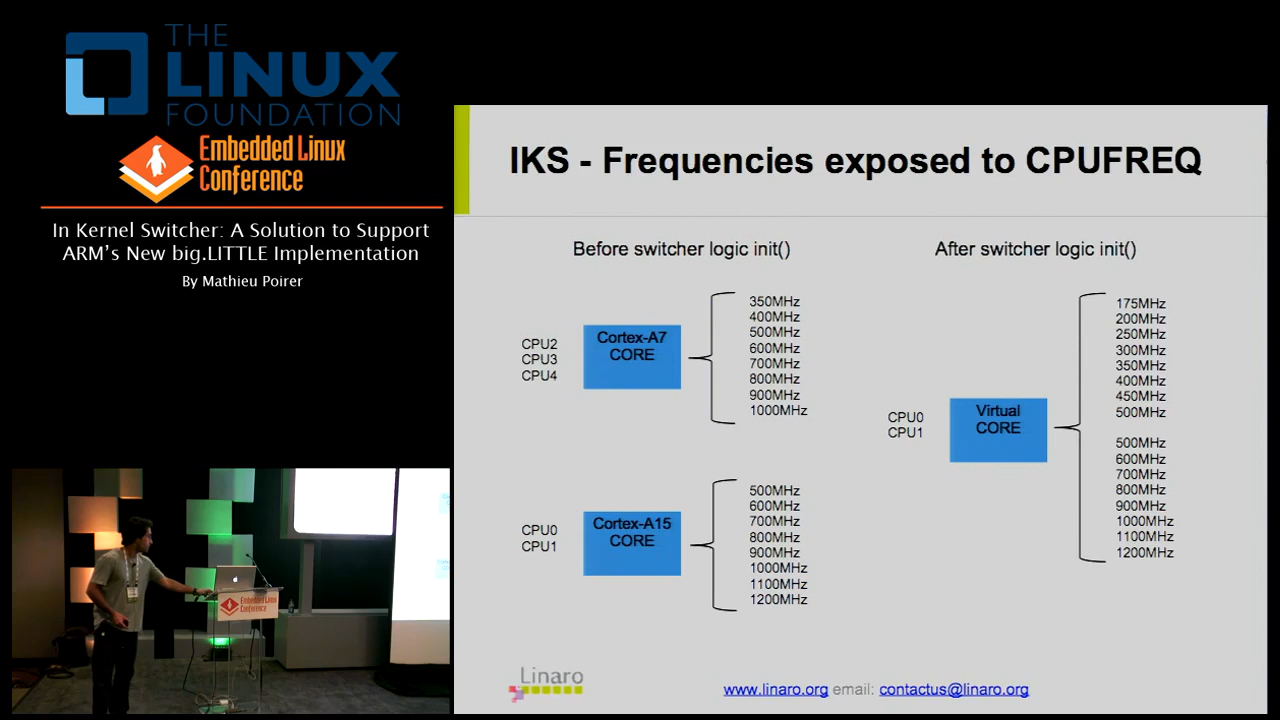 THE
LINUX
FOUNDATION
Embedded Linux
Conference
In Kernel Switcher: A Solution to Support
ARM's New big.LITTLE Implementation
By Mathieu Poirer
IKS - Frequencies exposed to CPUFREQ
Before switcher logic init()
CPU2
CPU3
CPU4
Cortex-A7
CORE
350MHz
400MHz
500MHz
600MHz
700MHz
800MHz
900MHz
1000MHz
CPU0
CPU1
Cortex-A15
CORE
500MHz
600MHz
700MHz
800MHz
900MHz
1000MHz
1100MHz
1200MHz
After switcher logic init()
CPU0
CPU1
Virtual
CORE
175MHz
200MHz
250MHz
300MHz
350MHz
400MHz
450MHz
500MHz
500MHz
600MHz
700MHz
800MHz
900MHz
1000MHz
1100MHz
1200MHz
Linaro
www.linaro.org email: contactus@linaro.org
Embedded Linux
Conference